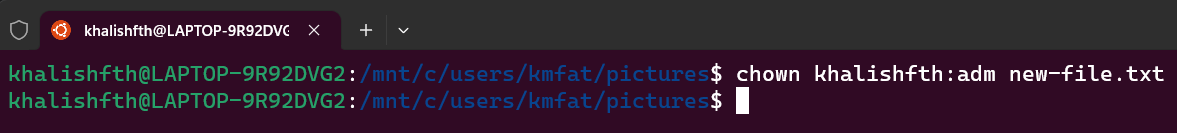 khalishfth@LAPTOP-9R92DVG
khalishfth@LAPTOP-9R92DVG2:/mnt/c/users/kmfat/pictures$ chown khalishfth:adm new-file.txt
khalishfth@LAPTOP-9R92DVG2:/mnt/c/users/kmfat/pictures$